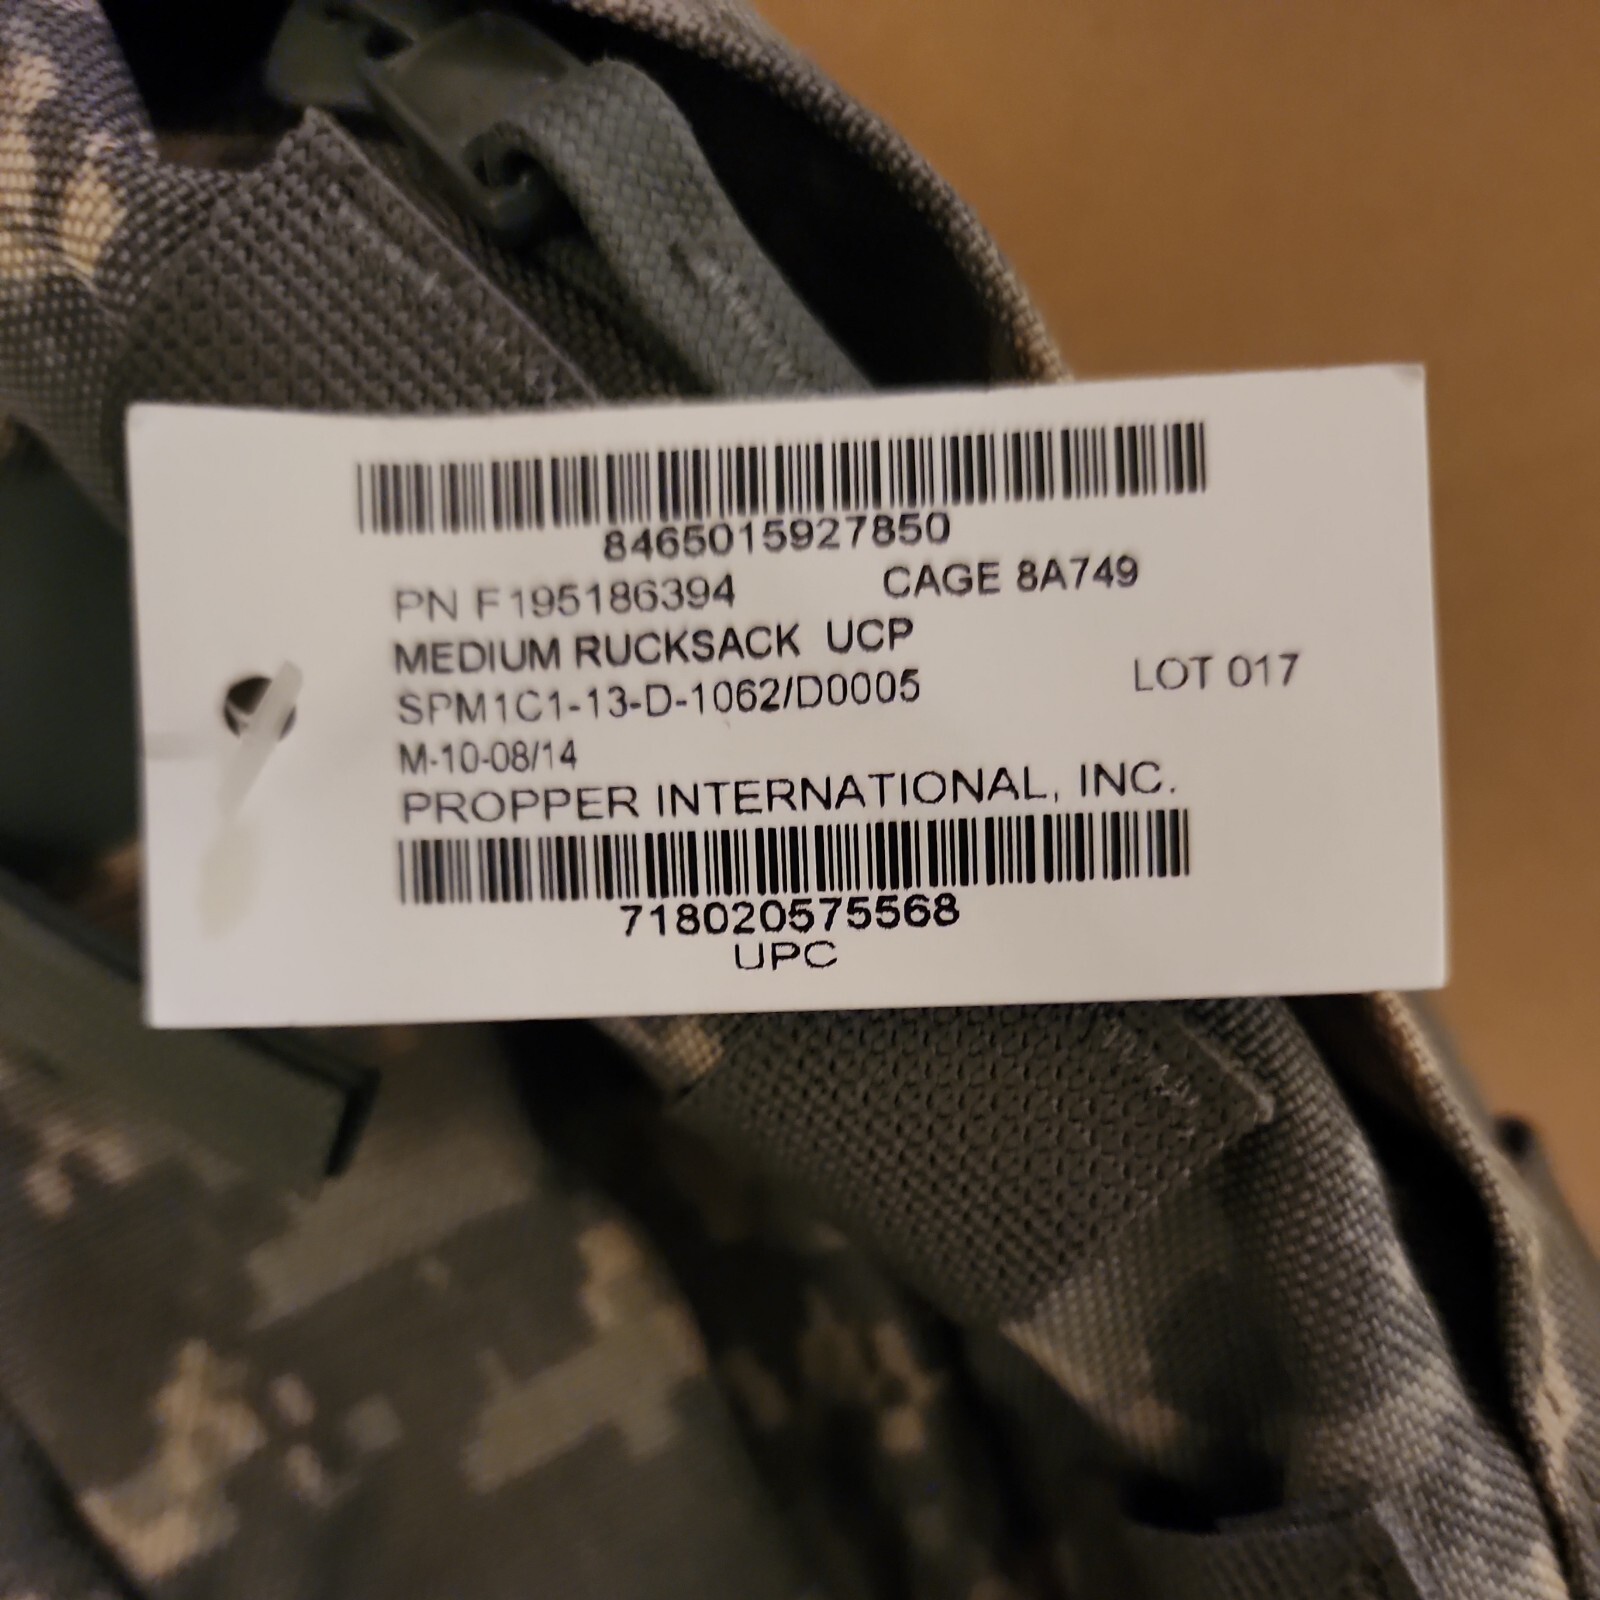 8465015927850
PN F195186394 CAGE 8A749
MEDIUM RUCKSACK UCP
SPM1C1-13-D-1062/D0005 LOT 017
M-10-08/14
PROPPER INTERNATIONAL, INC.
718020575568
UPC